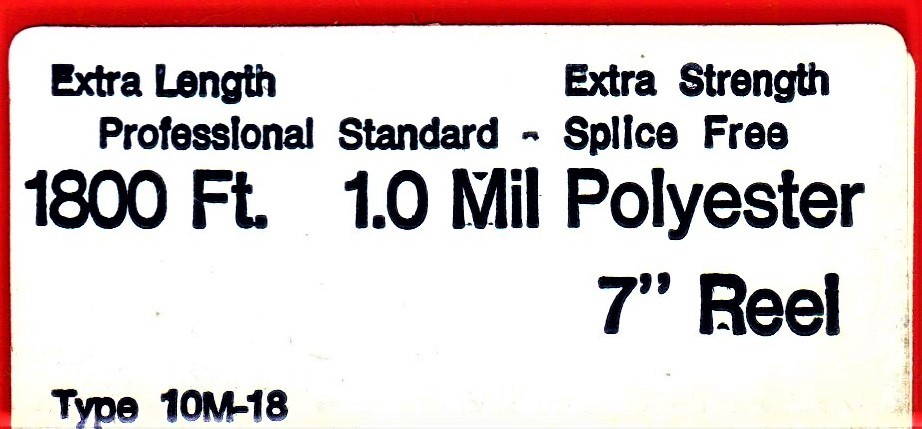 Extra Length Extra Strength
Professional Standard - Splice Free
1800 Ft. 1.0 Mil Polyester
7” Reel
Type 10M-18